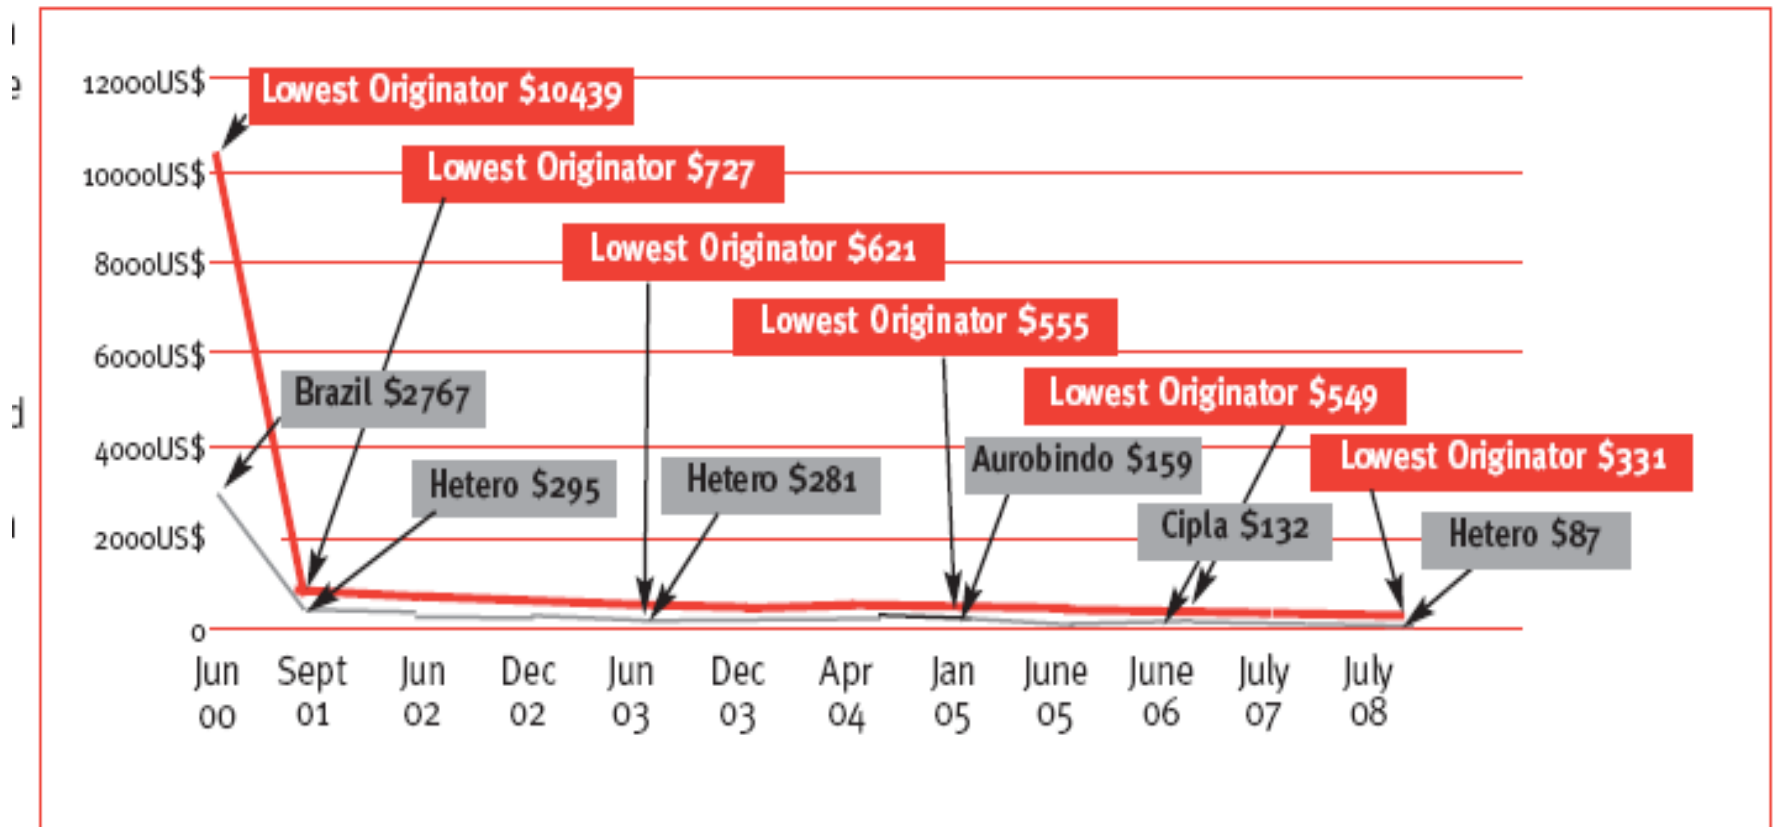 12000US$
Lowest Originator $10439
Lowest Originator $727
10000US$
Lowest Originator $621
8000US$
Lowest Originator $555
6000US$
Brazil $2767
Lowest Originator $549
4000US$
Aurobindo $159
Lowest Originator $331
Hetero $295
Hetero $281
Cipla $132
Hetero $87
2000US$
0
Jun Sept Jun Dec Jun Dec Apr Jan June June July July
00 01 02 02 03 03 04 05 05 06 07 08